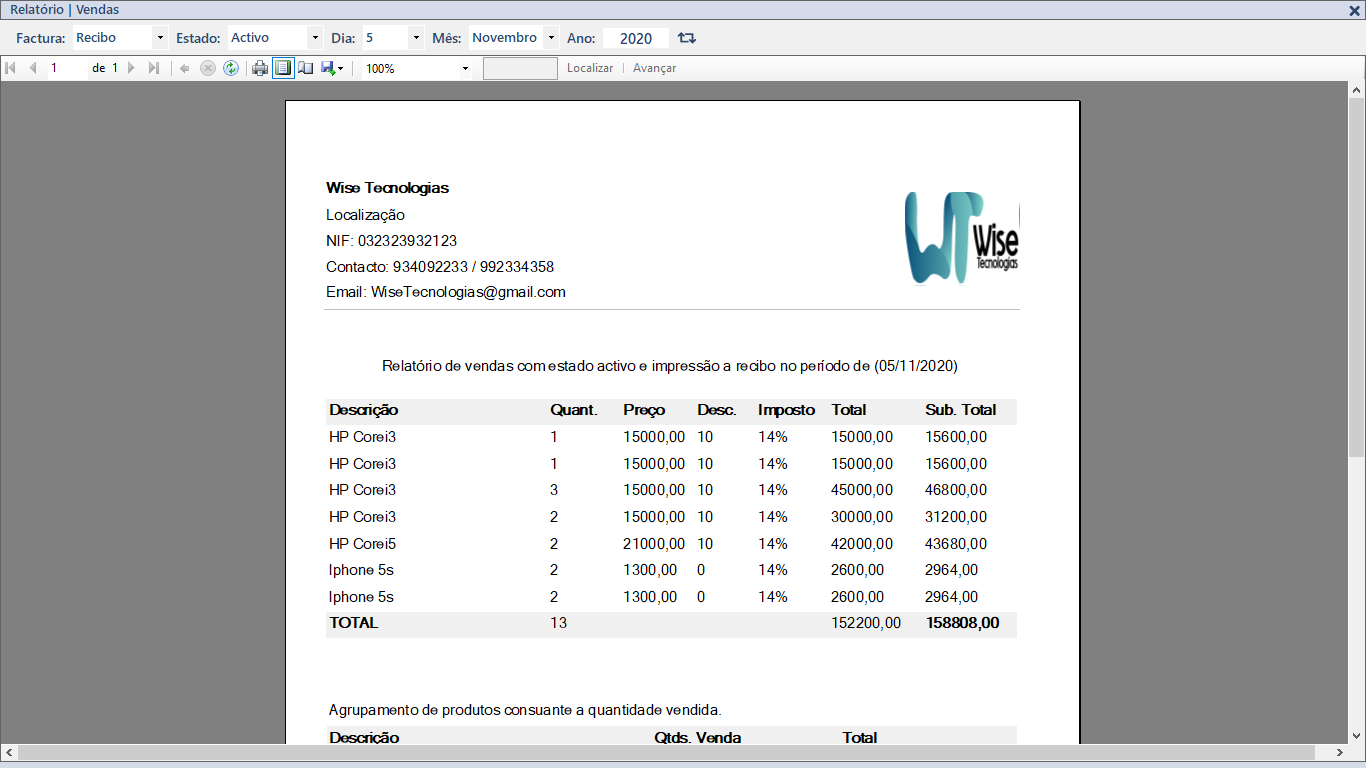 Relatório | Vendas
Factura: Recibo Estado: Activo Dia: 5 Mês: Novembro Ano: 2020
1 de 1 100% Localizar | Avançar
Wise Tecnologias
Localização
NIF: 032323932123
Contacto: 934092233 / 992334358
Email: WiseTecnologias@gmail.com
WT Wise
Tecnologias
Relatório de vendas com estado activo e impressão a recibo no período de (05/11/2020)
Descrição Quant. Preço Desc. Imposto Total Sub. Total
HP Corei3 1 15000,00 10 14% 15000,00 15600,00
HP Corei3 1 15000,00 10 14% 15000,00 15600,00
HP Corei3 3 15000,00 10 14% 45000,00 46800,00
HP Corei3 2 15000,00 10 14% 30000,00 31200,00
HP Corei5 2 21000,00 10 14% 42000,00 43680,00
Iphone 5s 2 1300,00 0 14% 2600,00 2964,00
Iphone 5s 2 1300,00 0 14% 2600,00 2964,00
TOTAL 13 152200,00 158808,00
Agrupamento de produtos consuante a quantidade vendida.
Descrição Qtds. Venda Total